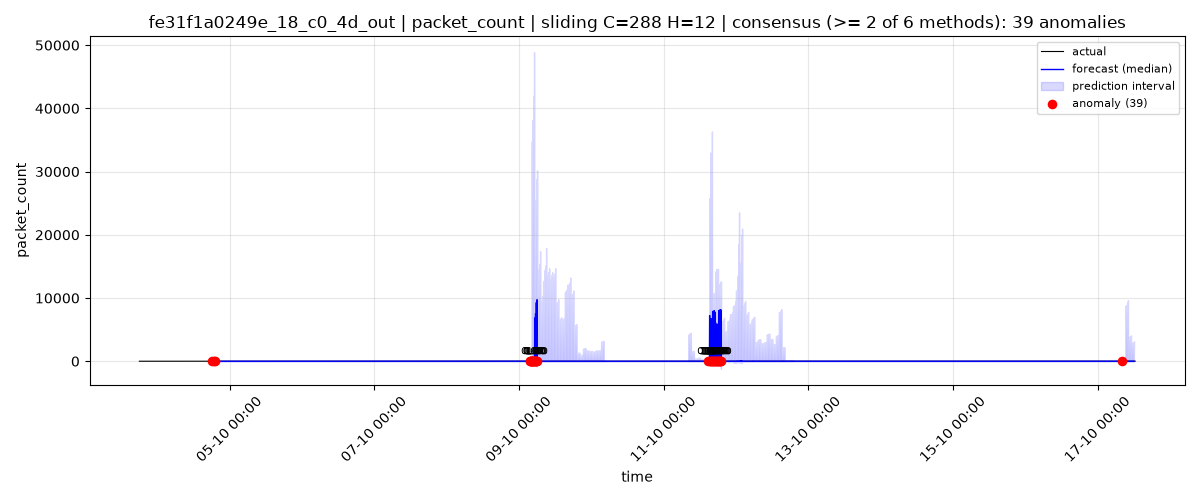 fe31f1a0249e_18_c0_4d_out | packet_count | sliding C=288 H=12 | consensus (>= 2 of 6 methods): 39 anomalies
actual
forecast (median)
prediction interval
anomaly (39)
packet_count
50000
40000
30000
20000
10000
0
05-10 00:00
07-10 00:00
09-10 00:00
11-10 00:00
13-10 00:00
15-10 00:00
17-10 00:00
time